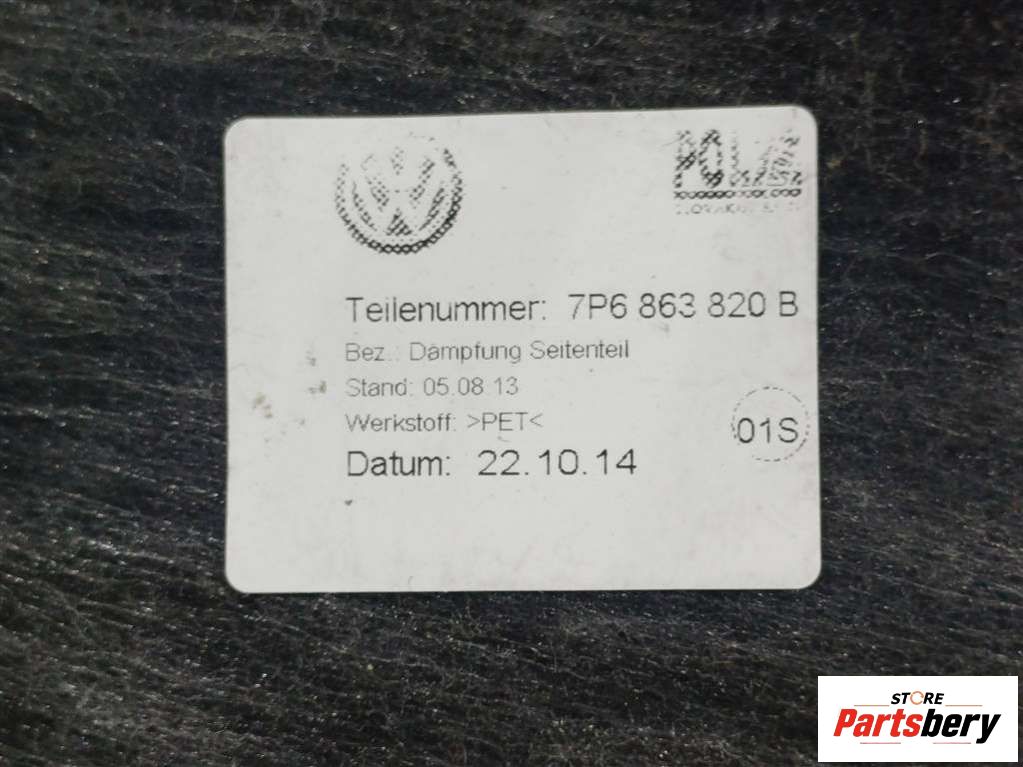 Teilenummer: 7P6 863 820 B
Bez.: Dämpfung Seitenteil
Stand: 05.08.13
Werkstoff: >PET<
01S
Datum: 22.10.14
STORE
Partsbery